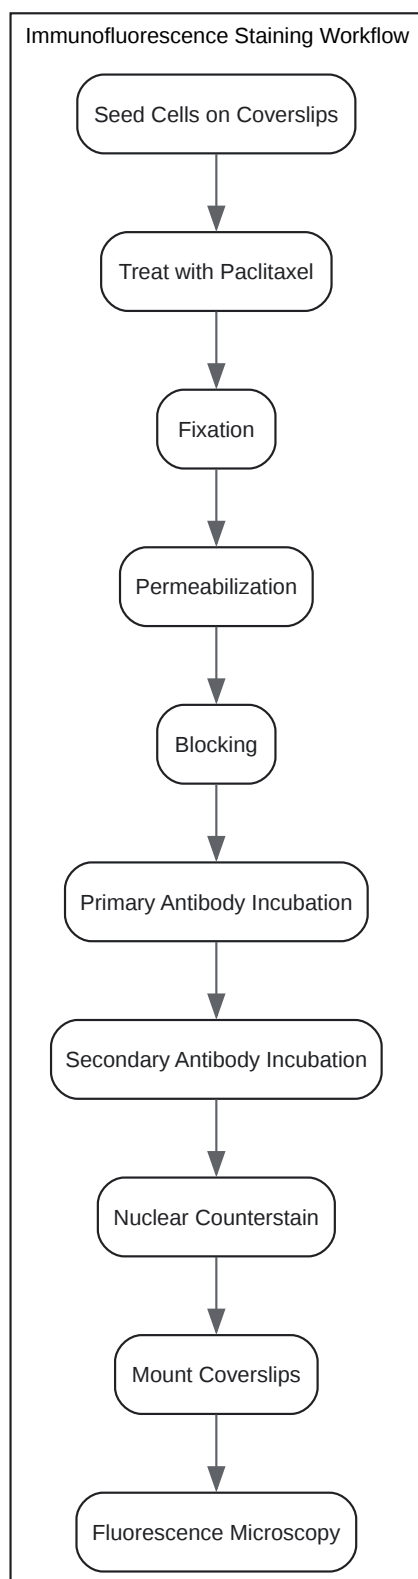 Immunofluorescence Staining Workflow
Seed Cells on Coverslips
Treat with Paclitaxel
Fixation
Permeabilization
Blocking
Primary Antibody Incubation
Secondary Antibody Incubation
Nuclear Counterstain
Mount Coverslips
Fluorescence Microscopy